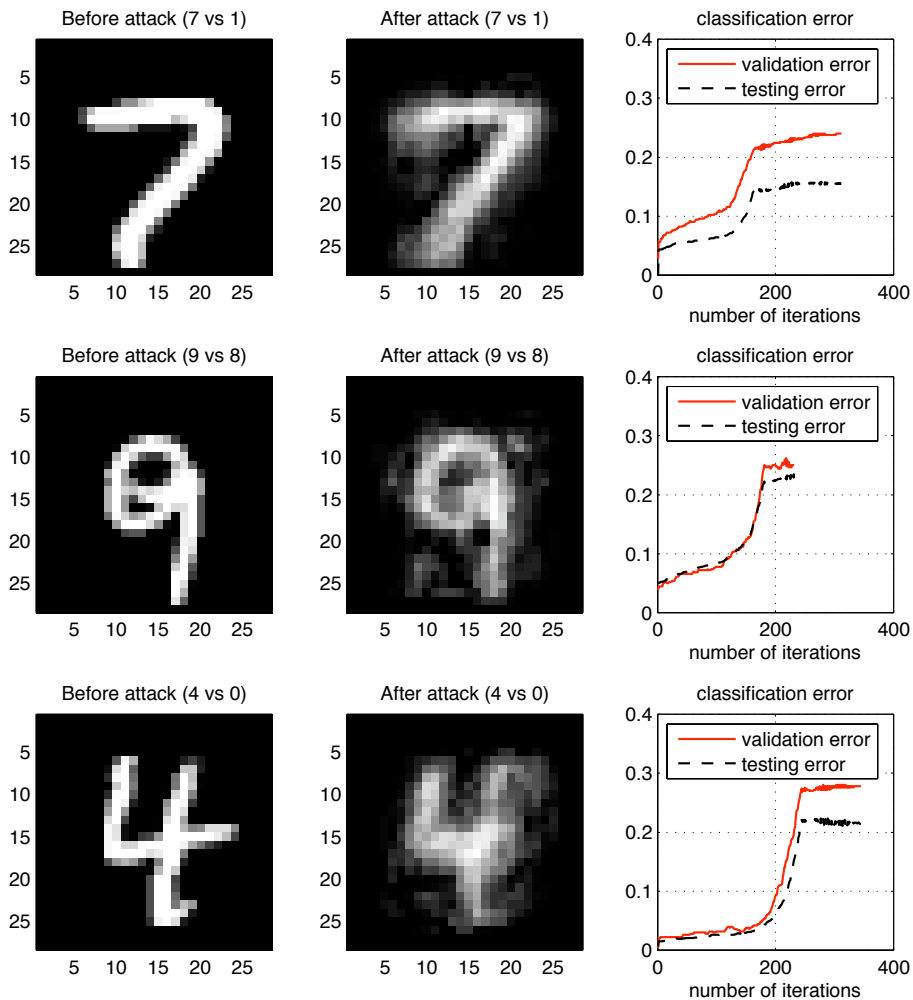 Before attack (7 vs 1)
5
10
15
20
25
5 10 15 20 25
After attack (7 vs 1)
5
10
15
20
25
5 10 15 20 25
classification error
0.4
0.3
0.2
0.1
0
validation error
testing error
0 200 400
number of iterations
Before attack (9 vs 8)
5
10
15
20
25
5 10 15 20 25
After attack (9 vs 8)
5
10
15
20
25
5 10 15 20 25
classification error
0.4
0.3
0.2
0.1
0
validation error
testing error
0 200 400
number of iterations
Before attack (4 vs 0)
5
10
15
20
25
5 10 15 20 25
After attack (4 vs 0)
5
10
15
20
25
5 10 15 20 25
classification error
0.4
0.3
0.2
0.1
0
validation error
testing error
0 200 400
number of iterations